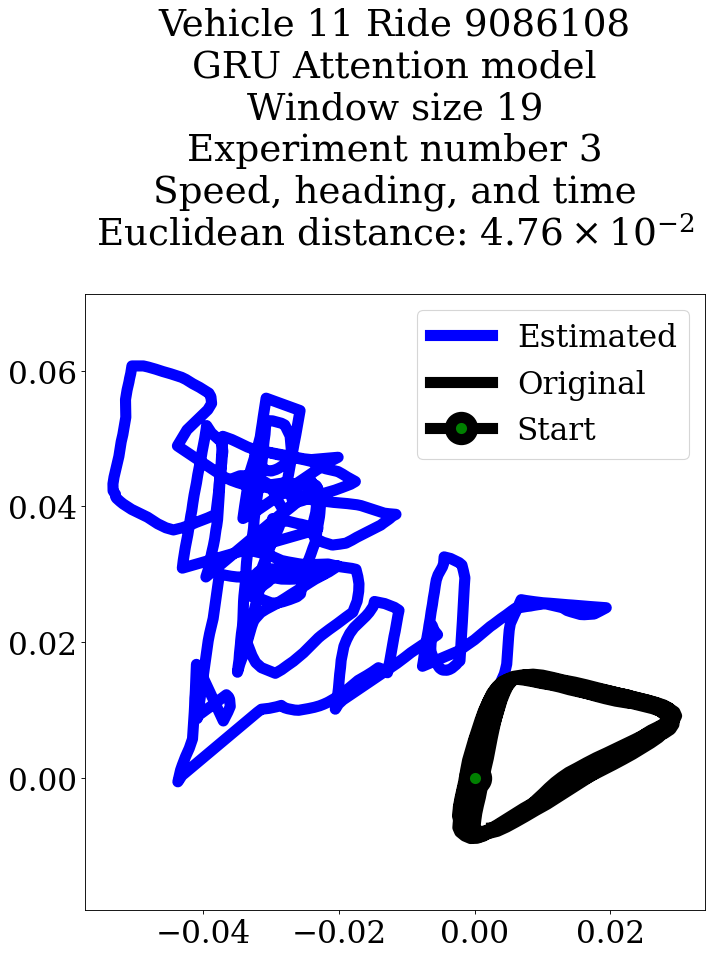 Vehicle 11 Ride 9086108
GRU Attention model
Window size 19
Experiment number 3
Speed, heading, and time
Euclidean distance: 4.76 × 10⁻²
Estimated
Original
Start
0.06
0.04
0.02
0.00
−0.04
−0.02
0.00
0.02